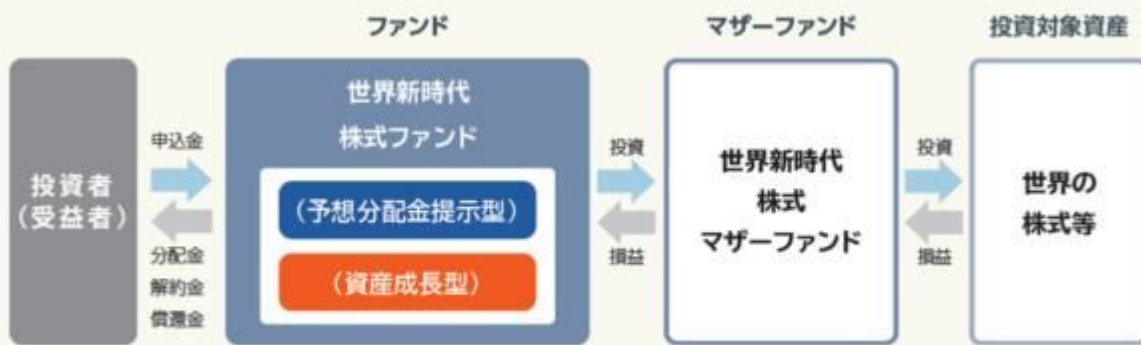 ファンド
マザーファンド
投資対象資産
投資者
(受益者)
申込金
分配金
解約金
償還金
世界新時代
株式ファンド
(予想分配金提示型)
(資産成長型)
投資
損益
世界新時代
株式
マザーファンド
投資
損益
世界の
株式等